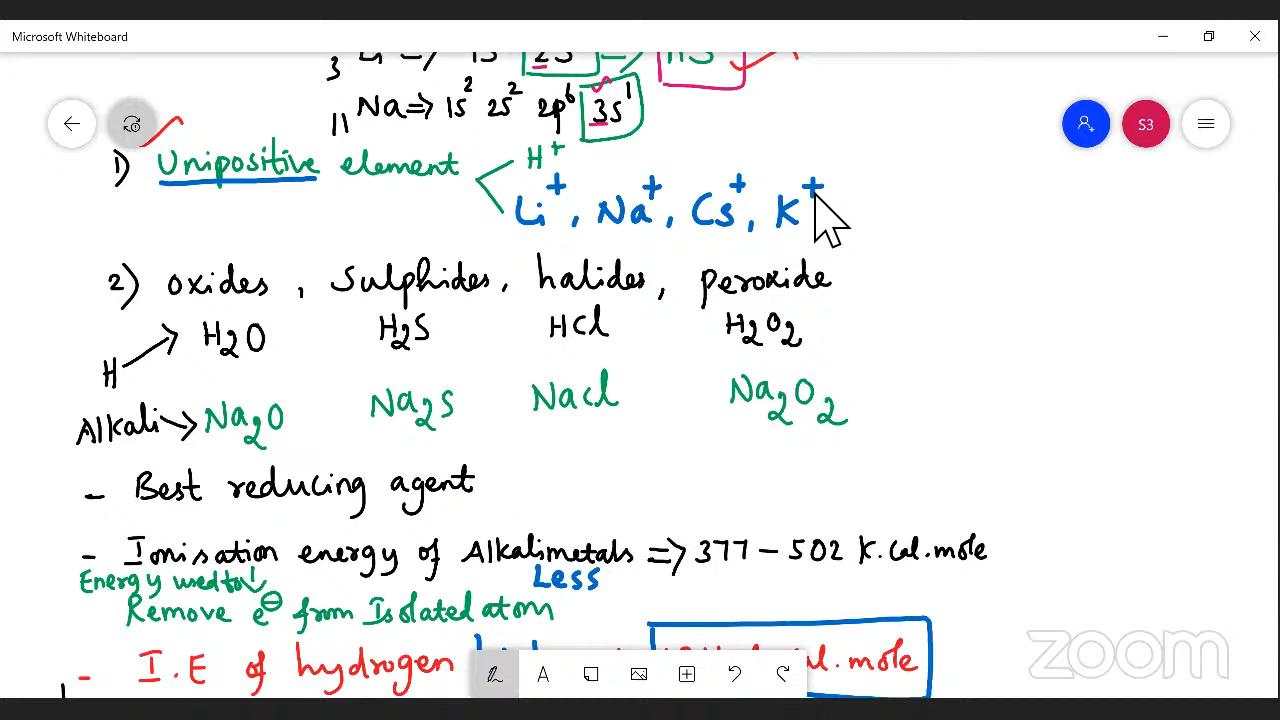 Microsoft Whiteboard
3
11 Na => 1s² 2s² 2p⁶ 3s¹
1) Unipositive element H⁺
Li⁺, Na⁺, Cs⁺, K⁺
S3
2) oxides, Sulphides, halides, peroxide
H → H₂O H₂S HCl H₂O₂
Alkali → Na₂O Na₂S NaCl Na₂O₂
- Best reducing agent
- Ionisation energy of Alkalimetals => 377 - 502 K.Cal.mole
Less
Energy used to
Remove e⊖ from Isolated atom
- I.E of hydrogen mole
zoom